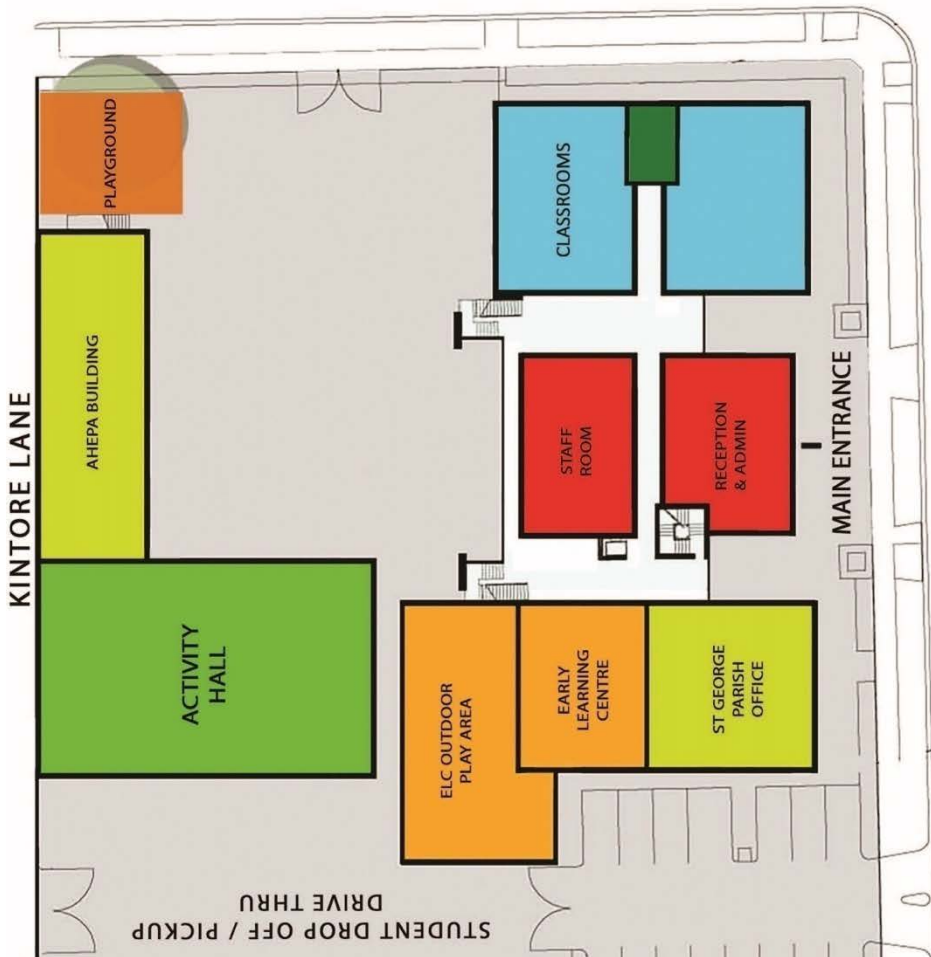 PLAYGROUND
CLASSROOMS
KINTORE LANE
AHEPA BUILDING
STAFF
ROOM
RECEPTION
& ADMIN
MAIN ENTRANCE
ACTIVITY
HALL
ELC OUTDOOR
PLAY AREA
EARLY
LEARNING
CENTRE
ST GEORGE
PARISH
OFFICE
STUDENT DROP OFF / PICKUP
DRIVE THRU